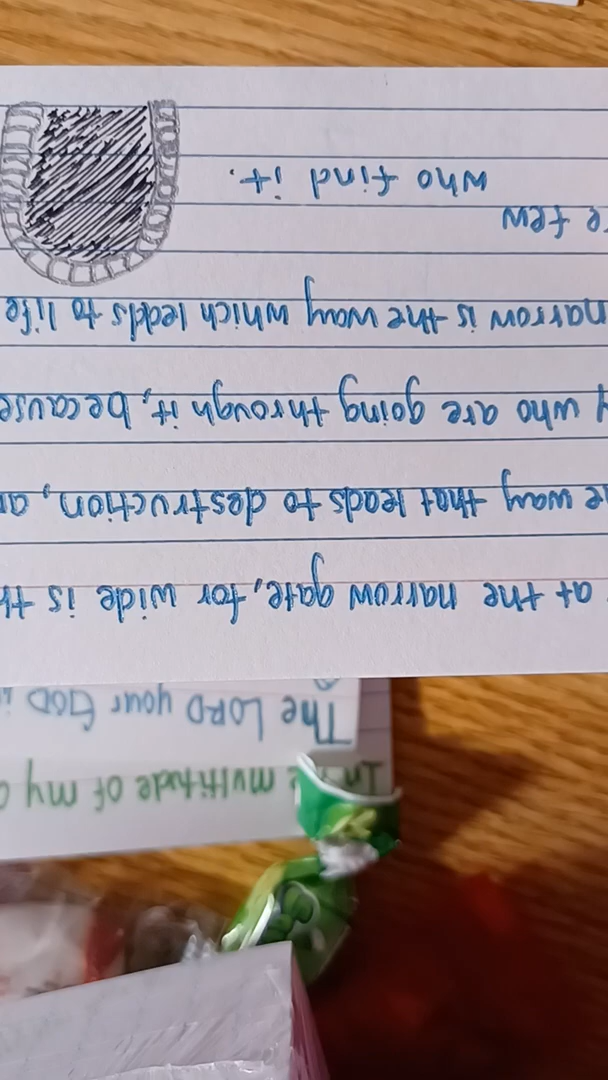 In multitude of my
The LORD your GOD i
at the narrow gate, for wide is th
e way that leads to destruction, an
y who are going through it, because
narrow is the way which leads to life
re few
who find it.